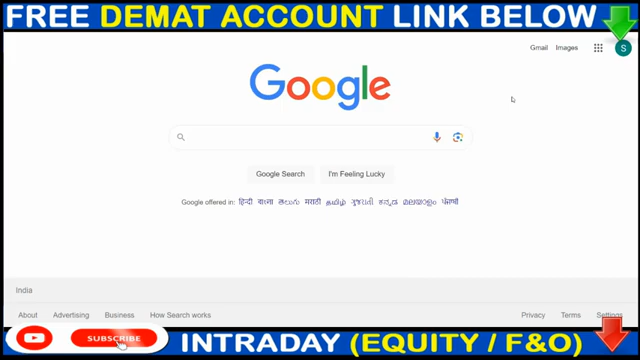 FREE DEMAT ACCOUNT LINK BELOW
Gmail Images
S
Google
Google Search I'm Feeling Lucky
Google offered in: हिन्दी বাংলা తెలుగు मराठी தமிழ் ગુજરાતી ಕನ್ನಡ മലയാളം ਪੰਜਾਬੀ
India
About Advertising Business How Search works Privacy Terms Settings
SUBSCRIBE INTRADAY (EQUITY / F&O)